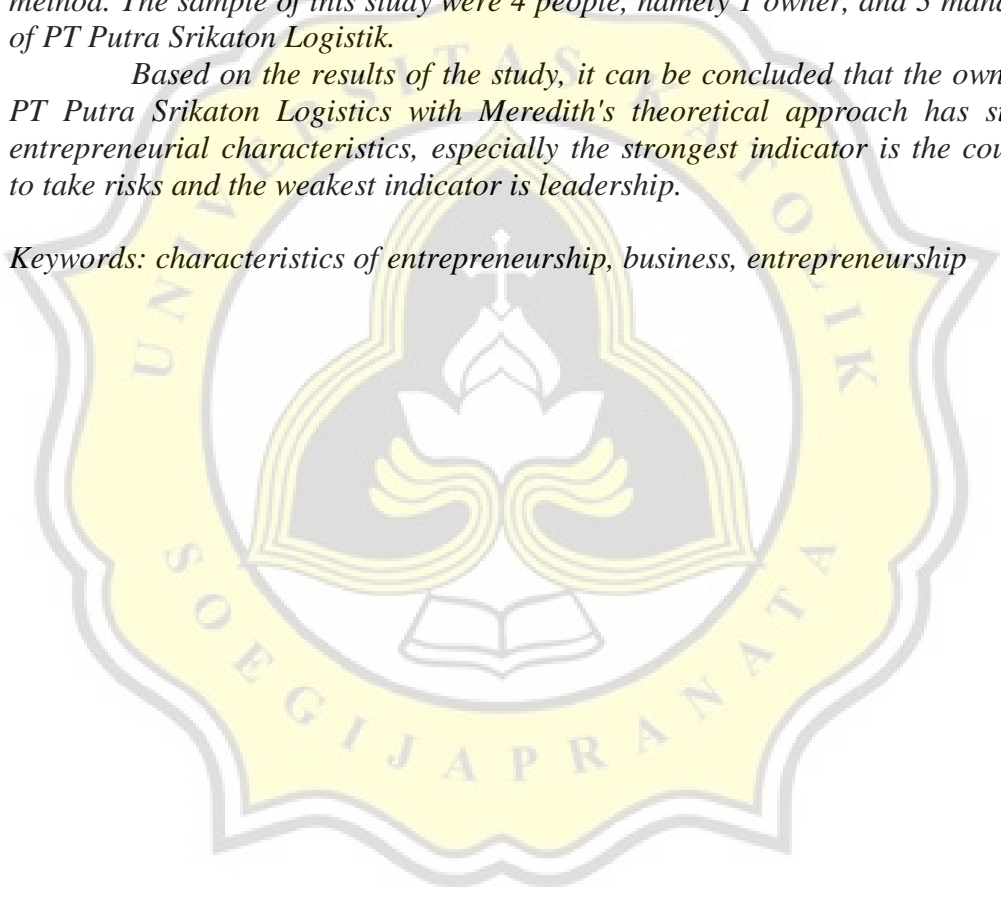 method. The sample of this study were 4 people, namely 1 owner, and mana
of PT Putra Srikaton Logistik.
Based on the results of the study, it can be concluded that the own
PT Putra Srikaton Logistics with Meredith's theoretical approach has
entrepreneurial characteristics, especially the strongest indicator is the cou
to take risks and the weakest indicator is leadership.
Keywords: characteristics of entrepreneurship, business, entrepreneurship
UNIVERSITAS KATOLIK
SOEGIJAPRANATA